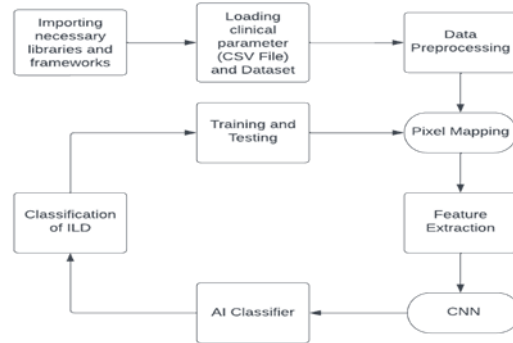 Importing
necessary
libraries and
frameworks
Loading
clinical
parameter
(CSV File)
and Dataset
Data
Preprocessing
Training and
Testing
Pixel Mapping
Classification
of ILD
Feature
Extraction
AI Classifier
CNN